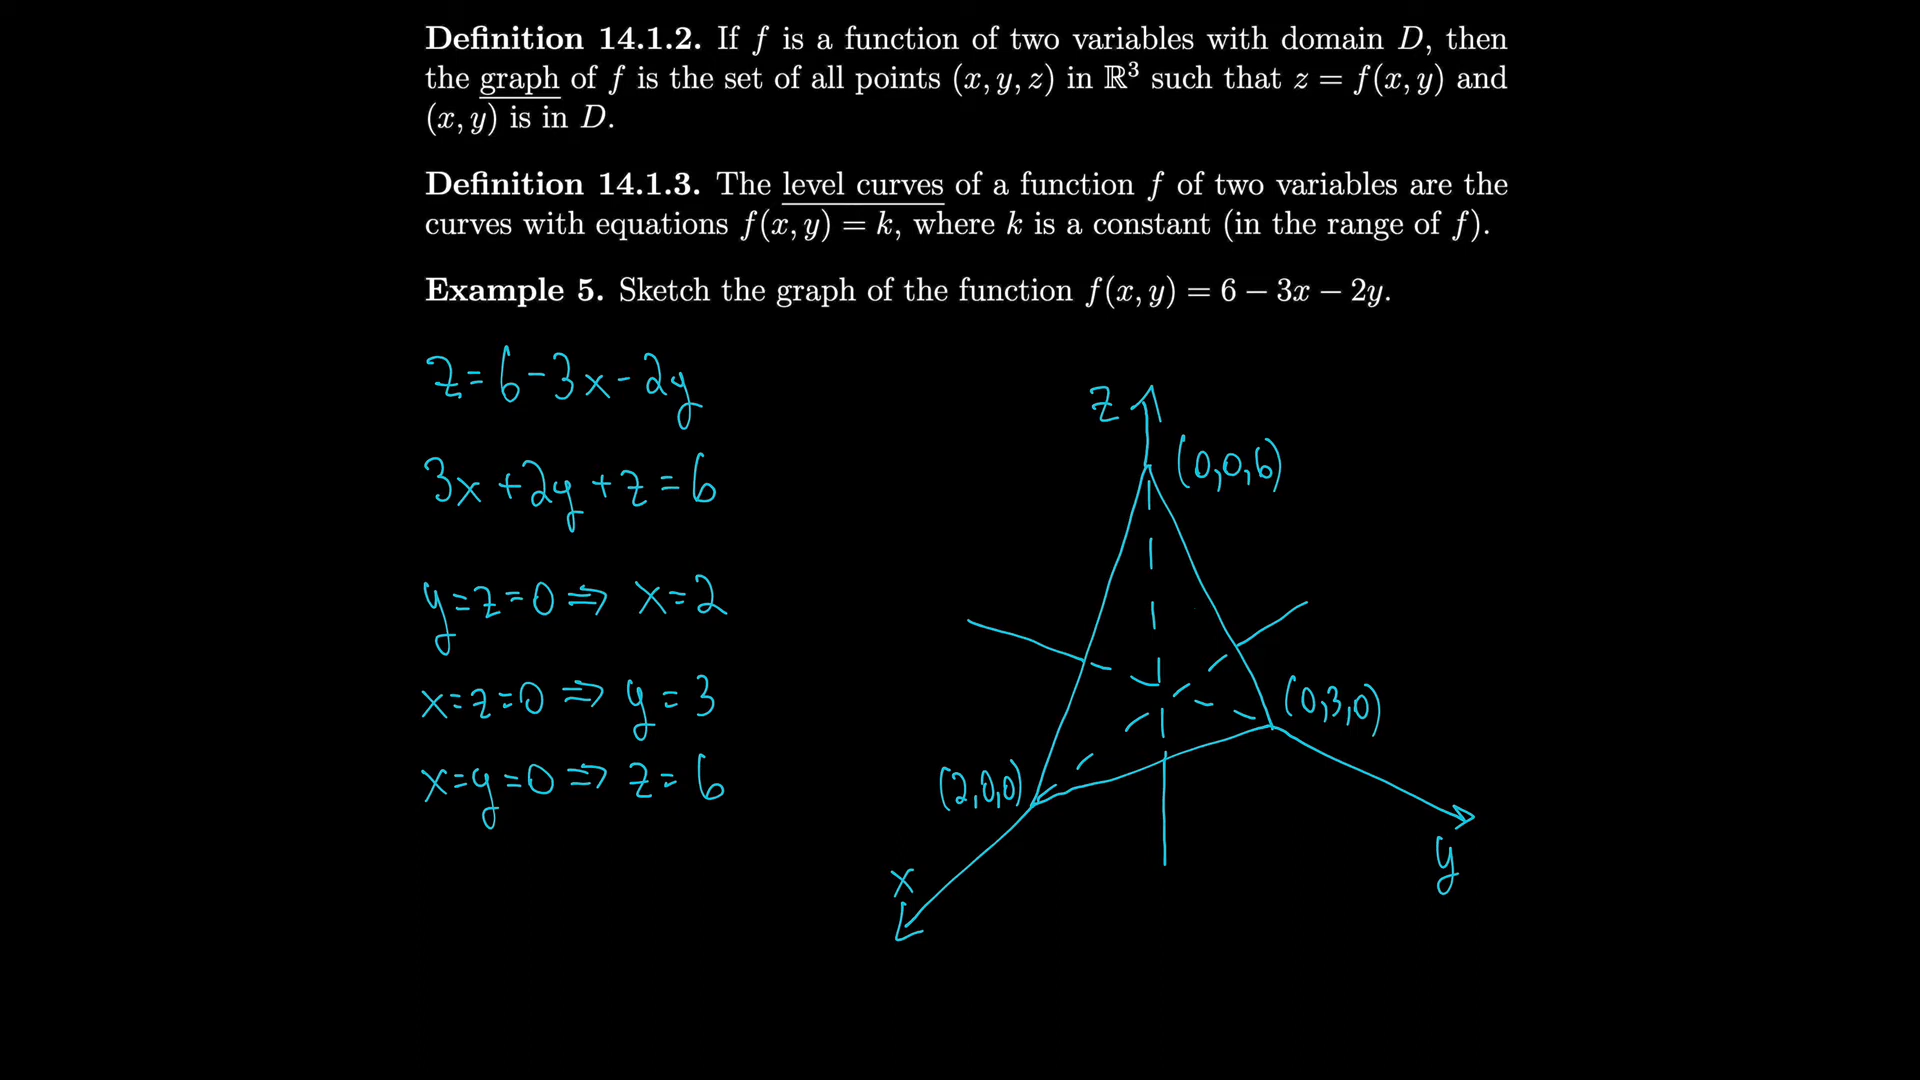 Definition 14.1.2. If f is a function of two variables with domain D, then
the graph of f is the set of all points (x, y, z) in ℝ³ such that z = f(x, y) and
(x, y) is in D.
Definition 14.1.3. The level curves of a function f of two variables are the
curves with equations f(x, y) = k, where k is a constant (in the range of f).
Example 5. Sketch the graph of the function f(x, y) = 6 − 3x − 2y.
z=6-3x-2y
3x+2y+z=6
y=z=0⇒ x=2
x=z=0⇒ y=3
x=y=0⇒ z=6
z
(0,0,6)
(0,3,0)
(2,0,0)
x
y